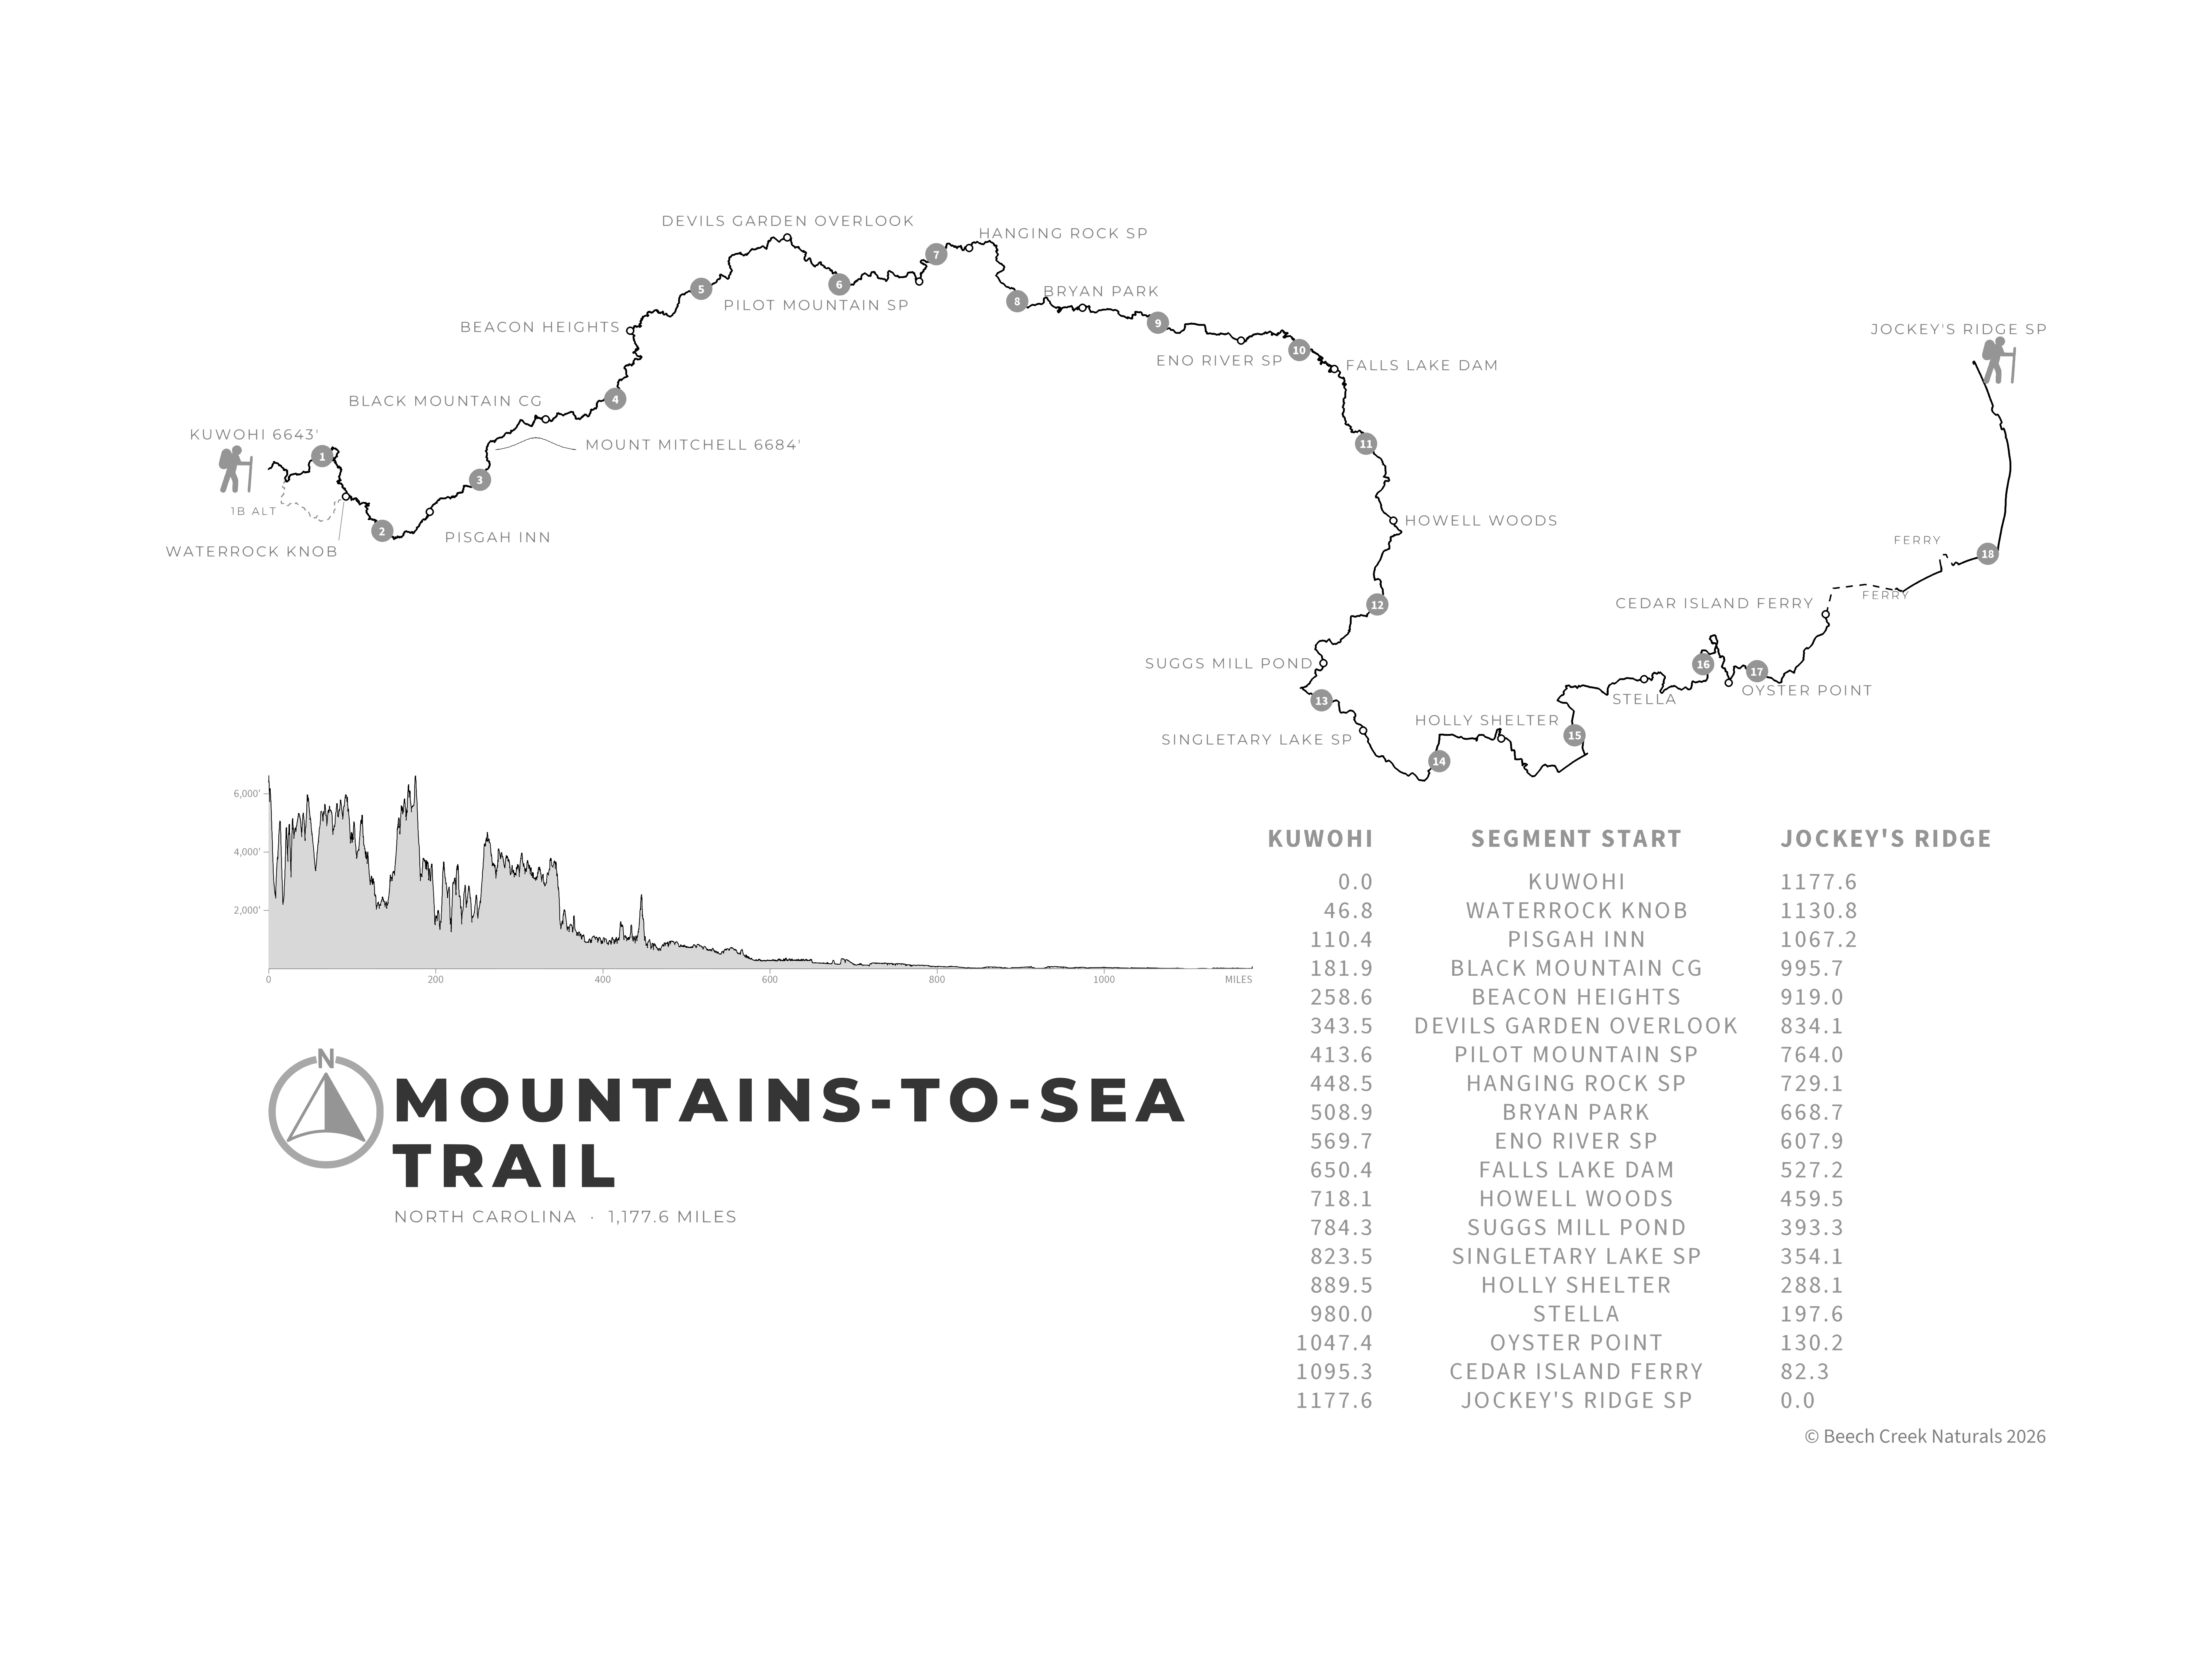 DEVILS GARDEN OVERLOOK
HANGING ROCK SP
7
6
5
PILOT MOUNTAIN SP
8
BRYAN PARK
9
BEACON HEIGHTS
JOCKEY'S RIDGE SP
ENO RIVER SP
10
FALLS LAKE DAM
BLACK MOUNTAIN CG
4
KUWOHI 6643'
1
MOUNT MITCHELL 6684'
11
3
1B ALT
HOWELL WOODS
2
PISGAH INN
WATERROCK KNOB
FERRY
18
FERRY
CEDAR ISLAND FERRY
12
SUGGS MILL POND
16
17
OYSTER POINT
STELLA
13
HOLLY SHELTER
15
SINGLETARY LAKE SP
14
6,000'
4,000'
2,000'
0 200 400 600 800 1000 MILES
MOUNTAINS-TO-SEA
TRAIL
NORTH CAROLINA · 1,177.6 MILES
N
KUWOHI SEGMENT START JOCKEY'S RIDGE
0.0 KUWOHI 1177.6
46.8 WATERROCK KNOB 1130.8
110.4 PISGAH INN 1067.2
181.9 BLACK MOUNTAIN CG 995.7
258.6 BEACON HEIGHTS 919.0
343.5 DEVILS GARDEN OVERLOOK 834.1
413.6 PILOT MOUNTAIN SP 764.0
448.5 HANGING ROCK SP 729.1
508.9 BRYAN PARK 668.7
569.7 ENO RIVER SP 607.9
650.4 FALLS LAKE DAM 527.2
718.1 HOWELL WOODS 459.5
784.3 SUGGS MILL POND 393.3
823.5 SINGLETARY LAKE SP 354.1
889.5 HOLLY SHELTER 288.1
980.0 STELLA 197.6
1047.4 OYSTER POINT 130.2
1095.3 CEDAR ISLAND FERRY 82.3
1177.6 JOCKEY'S RIDGE SP 0.0
© Beech Creek Naturals 2026